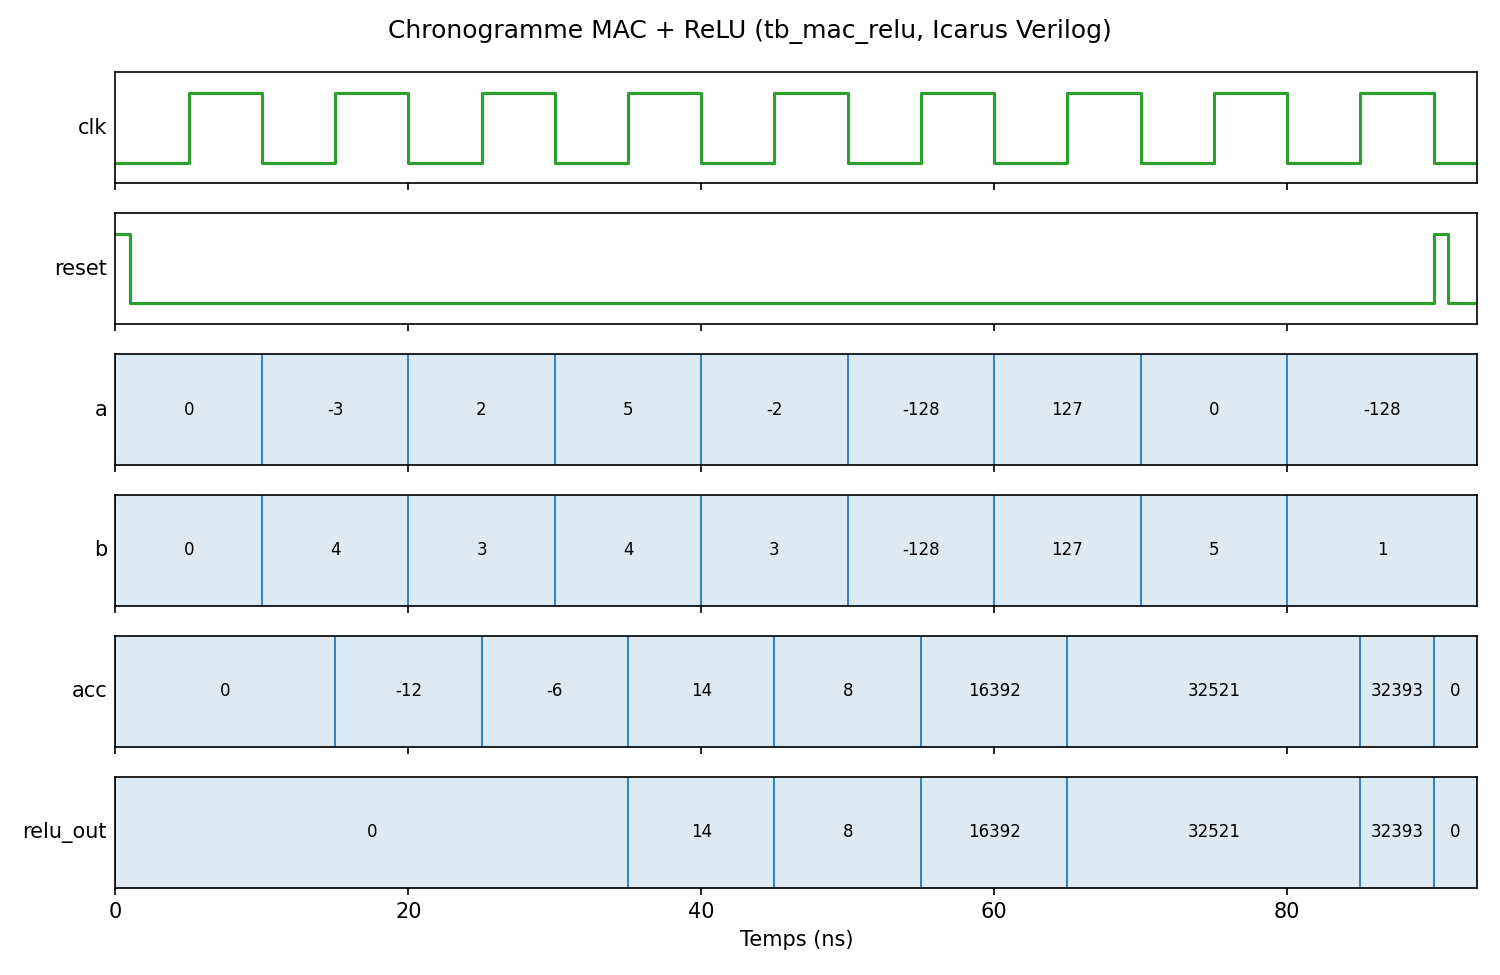 Chronogramme MAC + ReLU (tb_mac_relu, Icarus Verilog)
clk
reset
a 0 -3 2 5 -2 -128 127 0 -128
b 0 4 3 4 3 -128 127 5 1
acc 0 -12 -6 14 8 16392 32521 32393 0
relu_out 0 14 8 16392 32521 32393 0
0 20 40 60 80
Temps (ns)